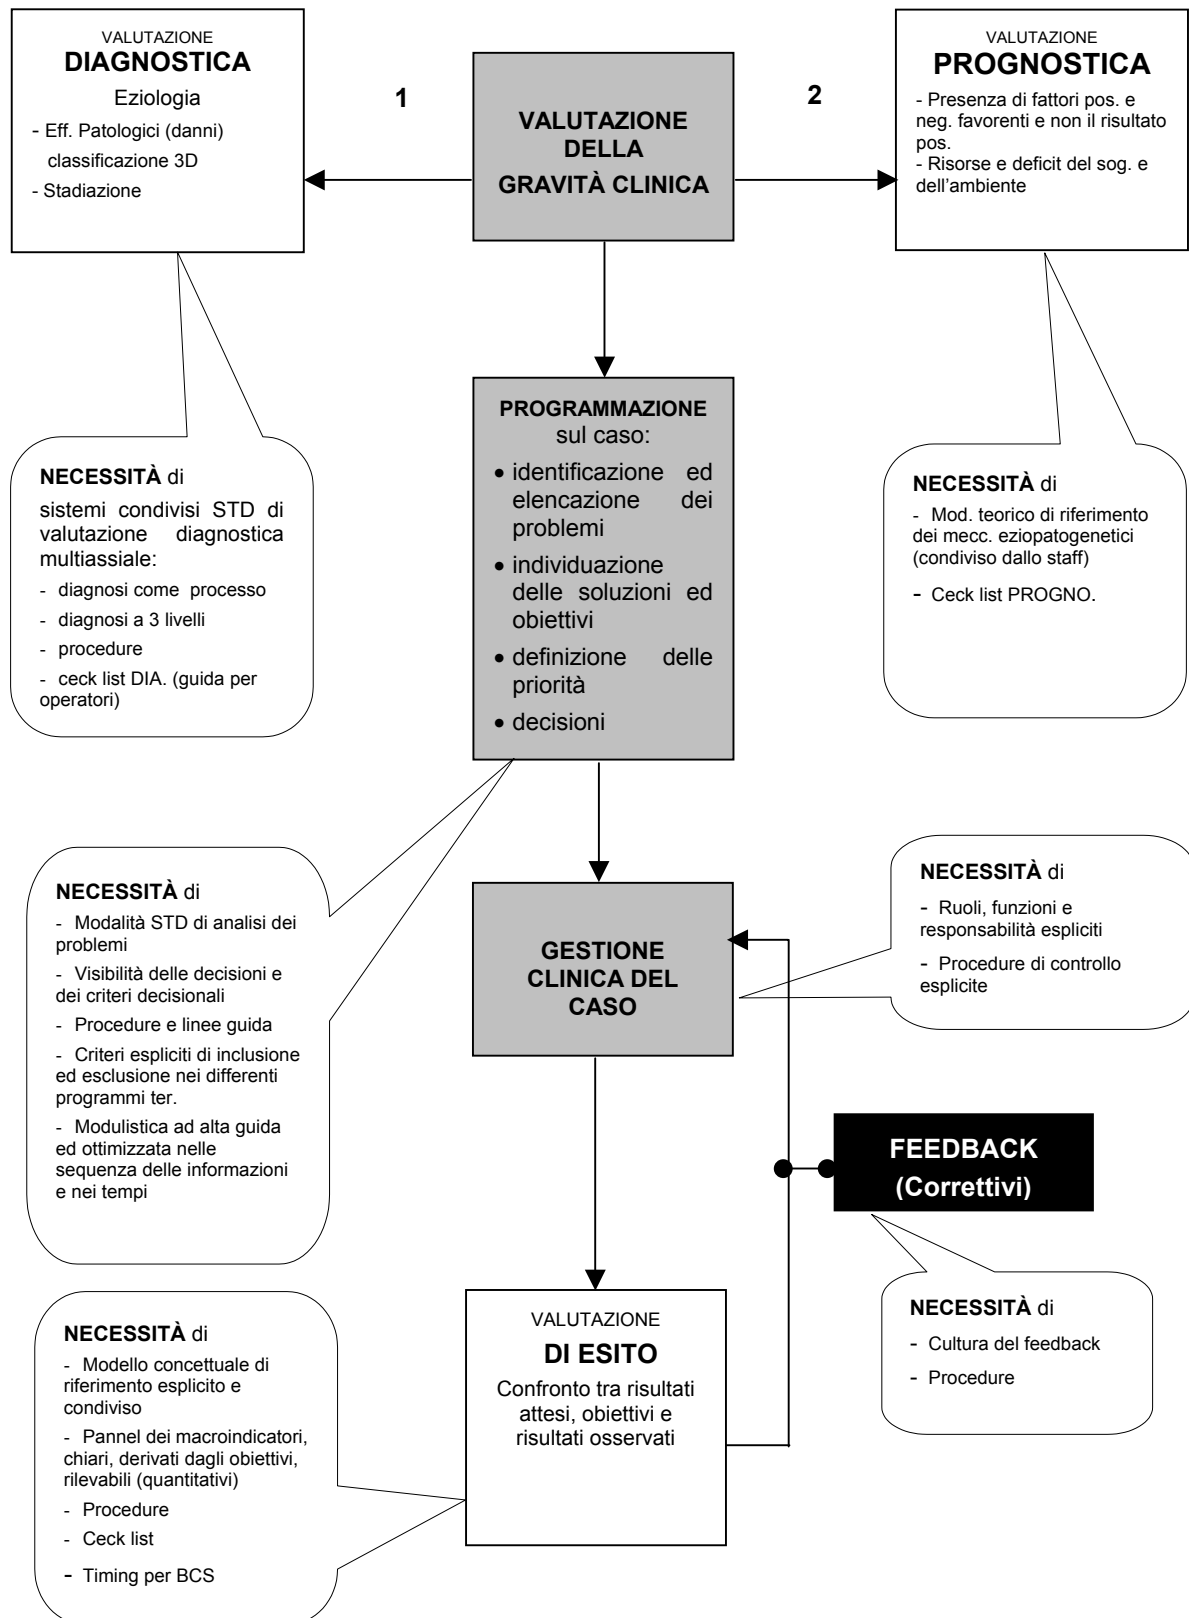 VALUTAZIONE
DIAGNOSTICA
Eziologia
- Eff. Patologici (danni)
classificazione 3D
- Stadiazione
1
VALUTAZIONE
DELLA
GRAVITÀ CLINICA
2
VALUTAZIONE
PROGNOSTICA
- Presenza di fattori pos. e
neg. favorenti e non il risultato
pos.
- Risorse e deficit del sog. e
dell'ambiente
NECESSITÀ di
sistemi condivisi STD di
valutazione diagnostica
multiassiale:
- diagnosi come processo
- diagnosi a 3 livelli
- procedure
- ceck list DIA. (guida per
operatori)
PROGRAMMAZIONE
sul caso:
• identificazione ed
elencazione dei
problemi
• individuazione
delle soluzioni ed
obiettivi
• definizione delle
priorità
• decisioni
NECESSITÀ di
- Mod. teorico di riferimento
dei mecc. eziopatogenetici
(condiviso dallo staff)
- Ceck list PROGNO.
NECESSITÀ di
- Modalità STD di analisi dei
problemi
- Visibilità delle decisioni e
dei criteri decisionali
- Procedure e linee guida
- Criteri espliciti di inclusione
ed esclusione nei differenti
programmi ter.
- Modulistica ad alta guida
ed ottimizzata nelle
sequenza delle informazioni
e nei tempi
GESTIONE
CLINICA DEL
CASO
NECESSITÀ di
- Ruoli, funzioni e
responsabilità espliciti
- Procedure di controllo
esplicite
FEEDBACK
(Correttivi)
NECESSITÀ di
- Cultura del feedback
- Procedure
NECESSITÀ di
- Modello concettuale di
riferimento esplicito e
condiviso
- Pannel dei macroindicatori,
chiari, derivati dagli obiettivi,
rilevabili (quantitativi)
- Procedure
- Ceck list
- Timing per BCS
VALUTAZIONE
DI ESITO
Confronto tra risultati
attesi, obiettivi e
risultati osservati